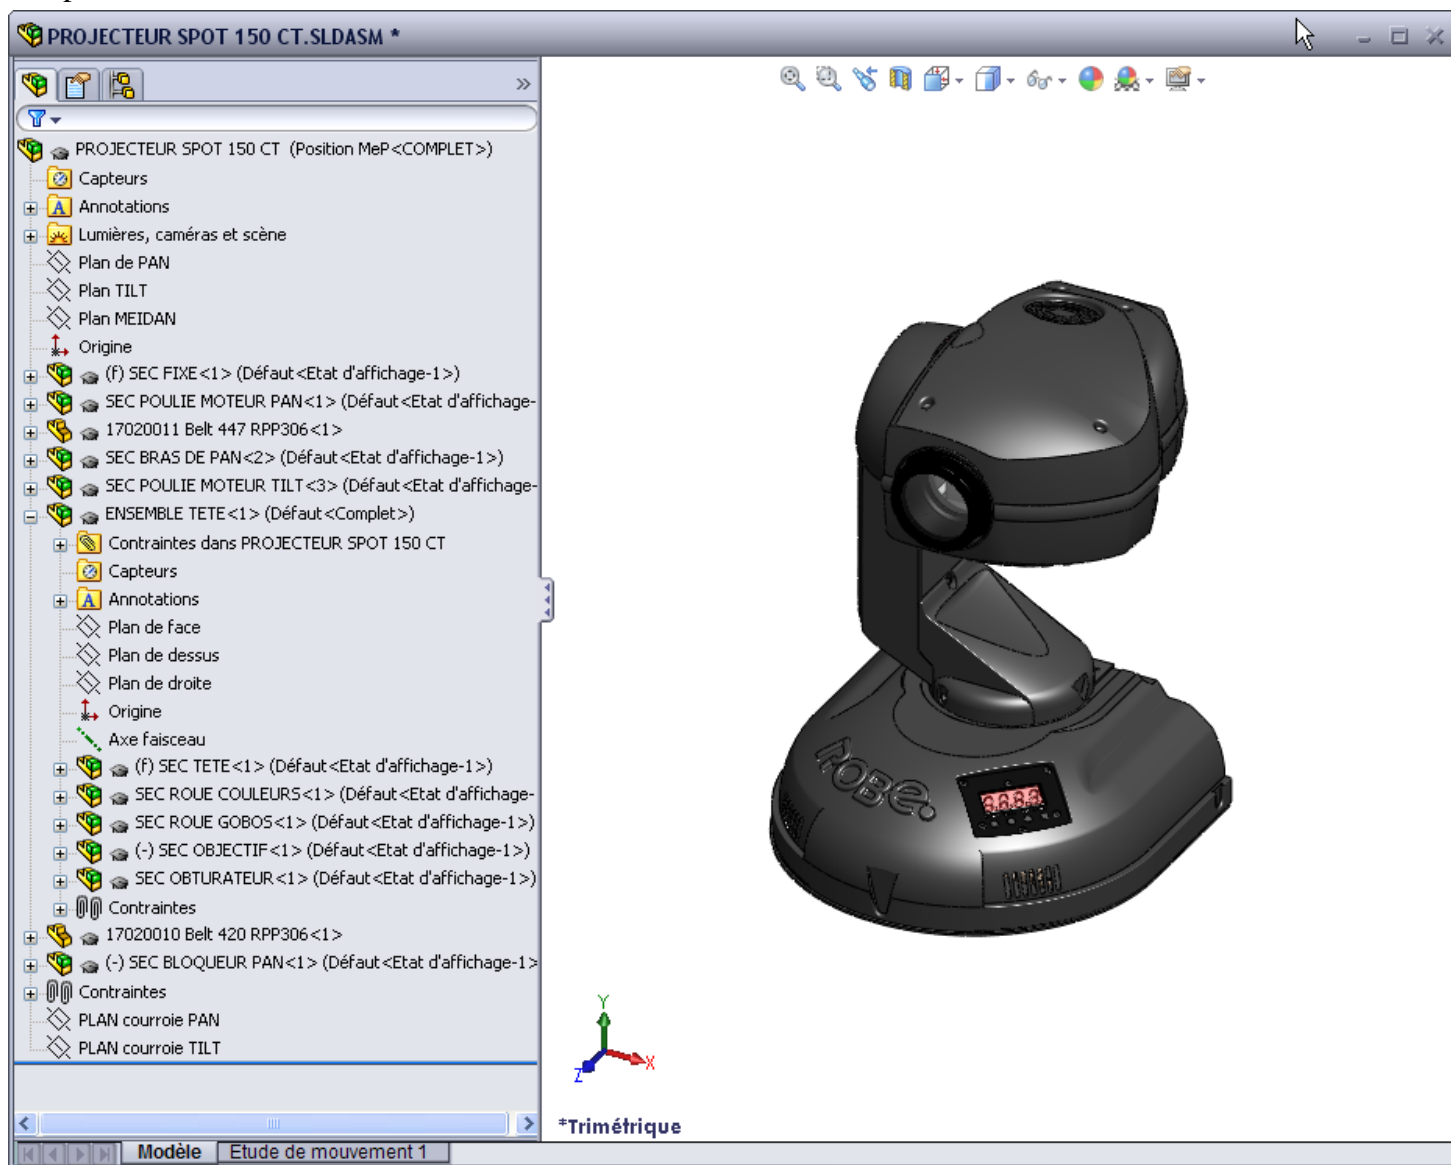 PROJECTEUR SPOT 150 CT.SLDASM *
PROJECTEUR SPOT 150 CT (Position MeP<COMPLET>)
Capteurs
Annotations
Lumières, caméras et scène
Plan de PAN
Plan TILT
Plan MEIDAN
Origine
(f) SEC FIXE<1> (Défaut<Etat d'affichage-1>)
SEC POULIE MOTEUR PAN<1> (Défaut<Etat d'affichage-
17020011 Belt 447 RPP306<1>
SEC BRAS DE PAN<2> (Défaut<Etat d'affichage-1>)
SEC POULIE MOTEUR TILT<3> (Défaut<Etat d'affichage-
ENSEMBLE TETE<1> (Défaut<Complet>)
Contraintes dans PROJECTEUR SPOT 150 CT
Capteurs
Annotations
Plan de face
Plan de dessus
Plan de droite
Origine
Axe faisceau
(f) SEC TETE<1> (Défaut<Etat d'affichage-1>)
SEC ROUE COULEURS<1> (Défaut<Etat d'affichage-
SEC ROUE GOBOS<1> (Défaut<Etat d'affichage-1>)
(-) SEC OBJECTIF<1> (Défaut<Etat d'affichage-1>)
SEC OBTURATEUR<1> (Défaut<Etat d'affichage-1>)
Contraintes
17020010 Belt 420 RPP306<1>
(-) SEC BLOQUEUR PAN<1> (Défaut<Etat d'affichage-1>
Contraintes
PLAN courroie PAN
PLAN courroie TILT
ROBE.
8.8.8.8
Y
X
Z
*Trimétrique
Modèle
Etude de mouvement 1